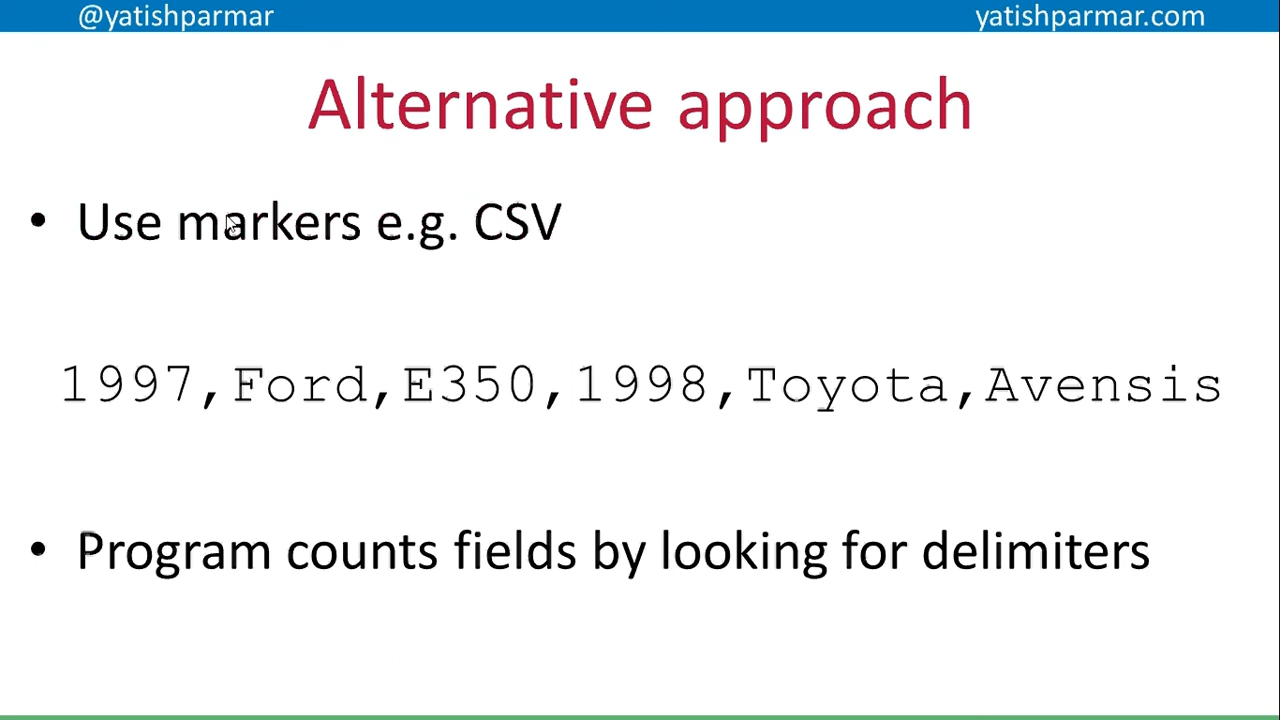 @yatishparmar
yatishparmar.com
Alternative approach
• Use markers e.g. CSV
1997,Ford,E350,1998,Toyota,Avensis
• Program counts fields by looking for delimiters